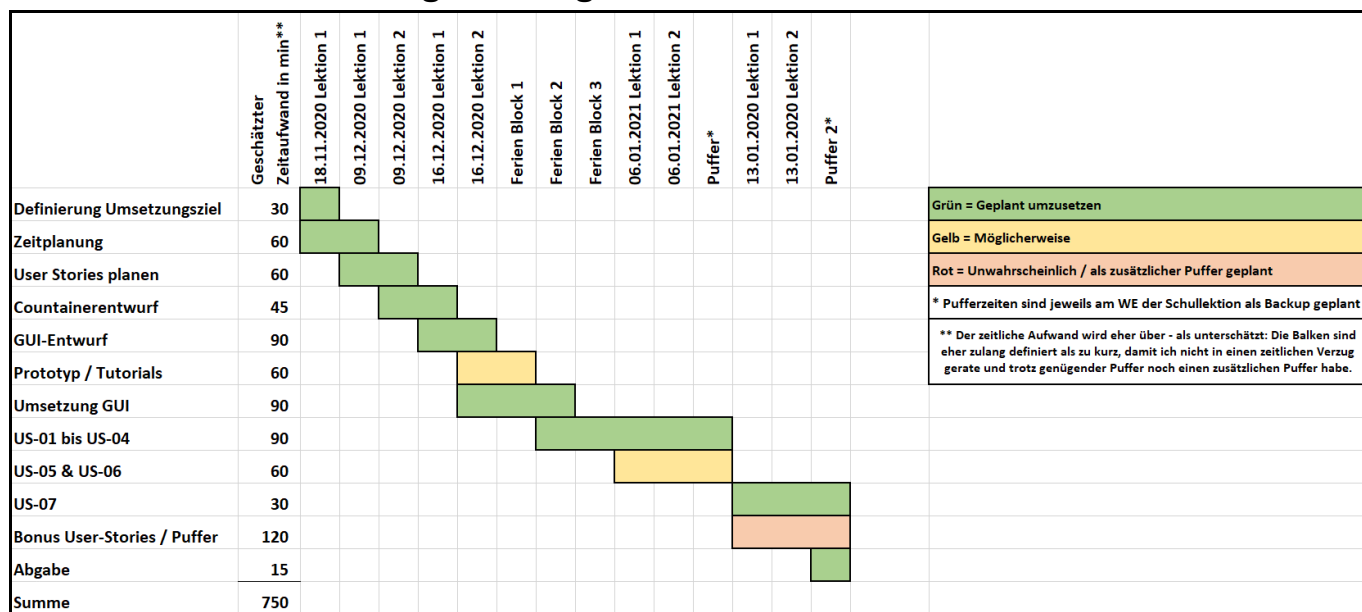 Geschätzter
Zeitaufwand in min**
18.11.2020 Lektion 1
09.12.2020 Lektion 1
09.12.2020 Lektion 2
16.12.2020 Lektion 1
16.12.2020 Lektion 2
Ferien Block 1
Ferien Block 2
Ferien Block 3
06.01.2021 Lektion 1
06.01.2021 Lektion 2
Puffer*
13.01.2020 Lektion 1
13.01.2020 Lektion 2
Puffer 2*
Definierung Umsetzungsziel 30
Zeitplanung 60
User Stories planen 60
Countainerentwurf 45
GUI-Entwurf 90
Prototyp / Tutorials 60
Umsetzung GUI 90
US-01 bis US-04 90
US-05 & US-06 60
US-07 30
Bonus User-Stories / Puffer 120
Abgabe 15
Summe 750
Grün = Geplant umzusetzen
Gelb = Möglicherweise
Rot = Unwahrscheinlich / als zusätzlicher Puffer geplant
* Pufferzeiten sind jeweils am WE der Schullektion als Backup geplant
** Der zeitliche Aufwand wird eher über - als unterschätzt: Die Balken sind
eher zulang definiert als zu kurz, damit ich nicht in einen zeitlichen Verzug
gerate und trotz genügender Puffer noch einen zusätzlichen Puffer habe.